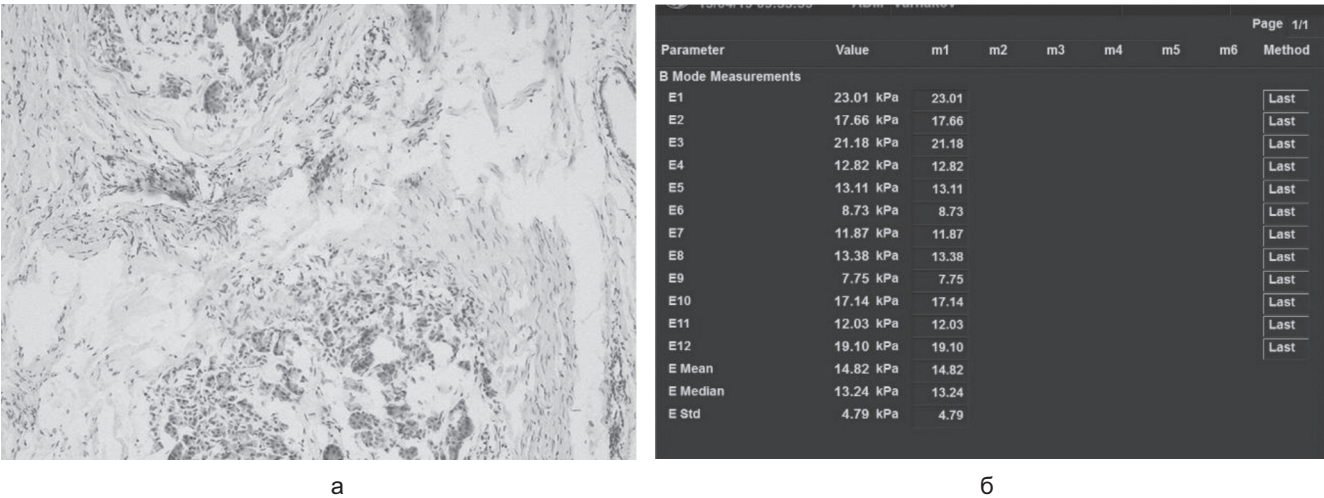 Page 1/1
Parameter Value m1 m2 m3 m4 m5 m6 Method
B Mode Measurements
E1 23.01 kPa 23.01 Last
E2 17.66 kPa 17.66 Last
E3 21.18 kPa 21.18 Last
E4 12.82 kPa 12.82 Last
E5 13.11 kPa 13.11 Last
E6 8.73 kPa 8.73 Last
E7 11.87 kPa 11.87 Last
E8 13.38 kPa 13.38 Last
E9 7.75 kPa 7.75 Last
E10 17.14 kPa 17.14 Last
E11 12.03 kPa 12.03 Last
E12 19.10 kPa 19.10 Last
E Mean 14.82 kPa 14.82
E Median 13.24 kPa 13.24
E Std 4.79 kPa 4.79
а
б